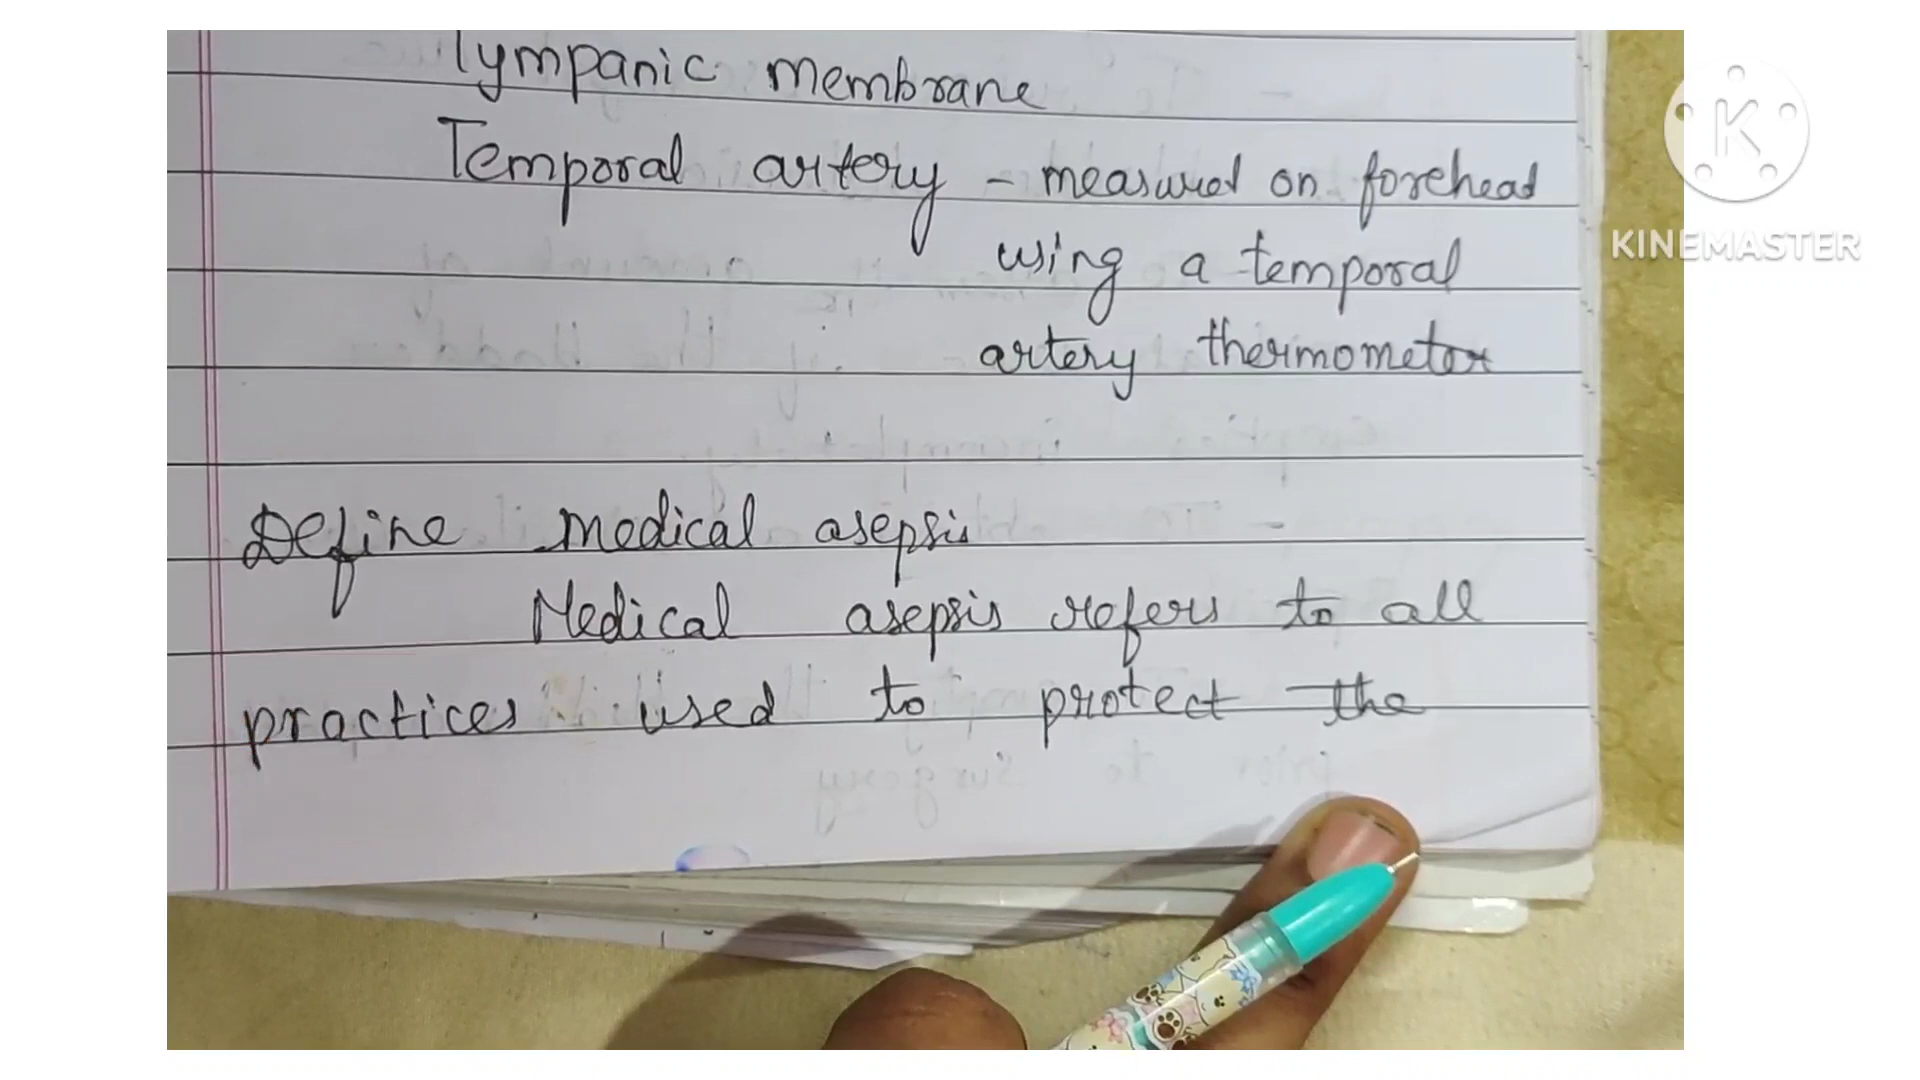 Tympanic membrane
Temporal artery - measured on forehead
using a temporal
artery thermometer
Define medical asepsis
Medical asepsis refers to all
practices used to protect the
K
KINEMASTER